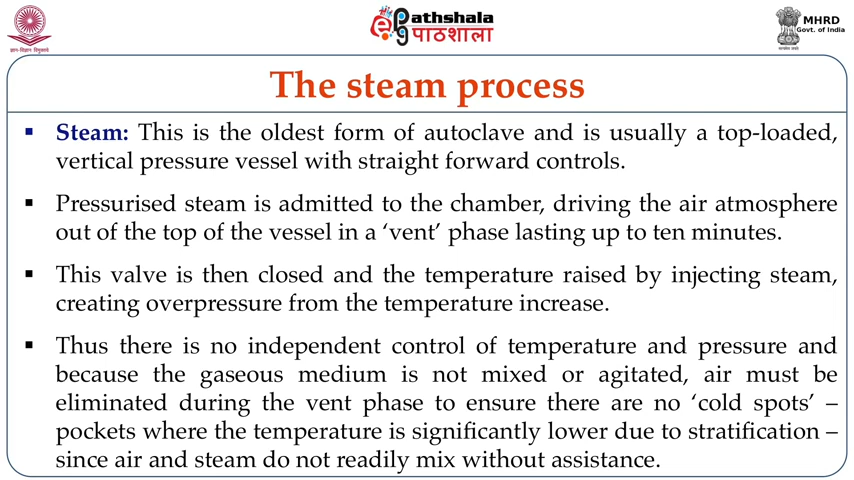 ज्ञान-विज्ञान विमुक्तये
e Pathshala
पाठशाला
MHRD
Govt. of India
सत्यमेव जयते
The steam process
▪ Steam: This is the oldest form of autoclave and is usually a top-loaded,
vertical pressure vessel with straight forward controls.
▪ Pressurised steam is admitted to the chamber, driving the air atmosphere
out of the top of the vessel in a ‘vent’ phase lasting up to ten minutes.
▪ This valve is then closed and the temperature raised by injecting steam,
creating overpressure from the temperature increase.
▪ Thus there is no independent control of temperature and pressure and
because the gaseous medium is not mixed or agitated, air must be
eliminated during the vent phase to ensure there are no ‘cold spots’ –
pockets where the temperature is significantly lower due to stratification –
since air and steam do not readily mix without assistance.